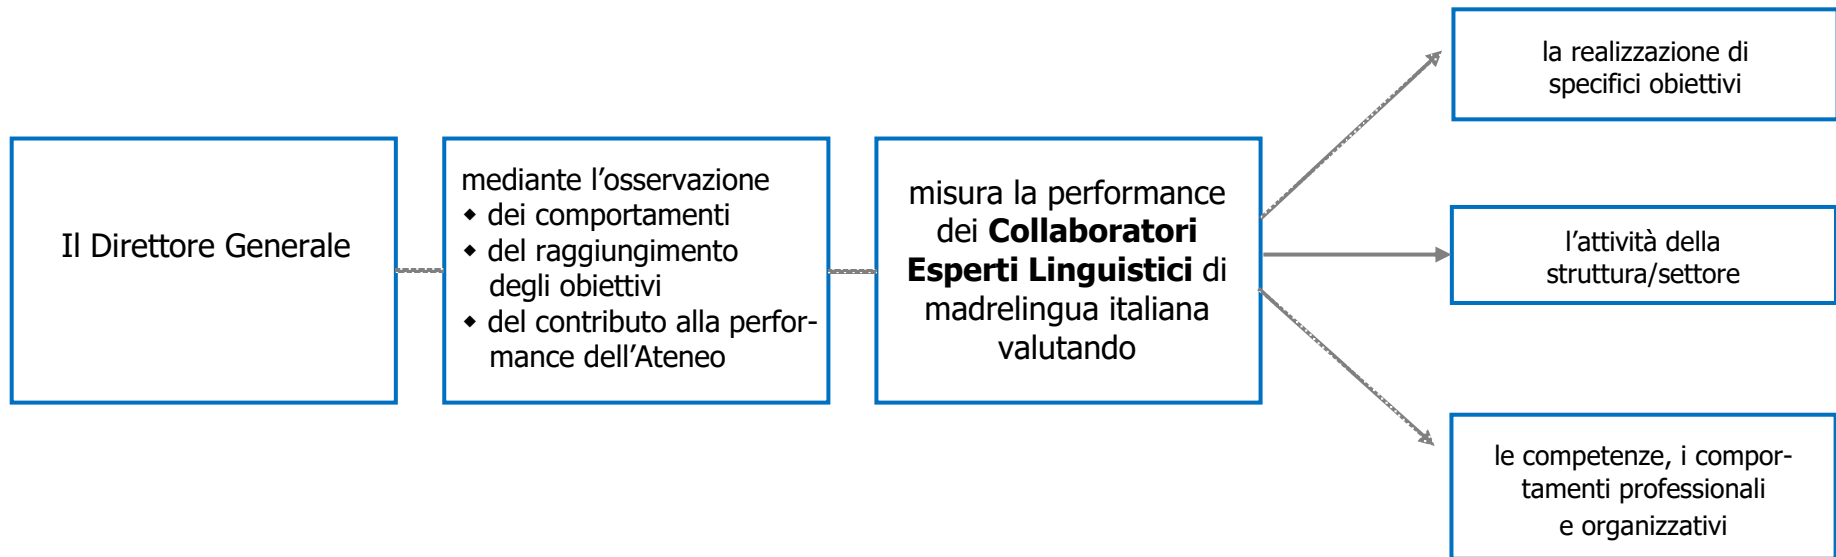 Il Direttore Generale
mediante l’osservazione
◆ dei comportamenti
◆ del raggiungimento
degli obiettivi
◆ del contributo alla perfor-
mance dell’Ateneo
misura la performance
dei Collaboratori
Esperti Linguistici di
madrelingua italiana
valutando
la realizzazione di
specifici obiettivi
l’attività della
struttura/settore
le competenze, i compor-
tamenti professionali
e organizzativi